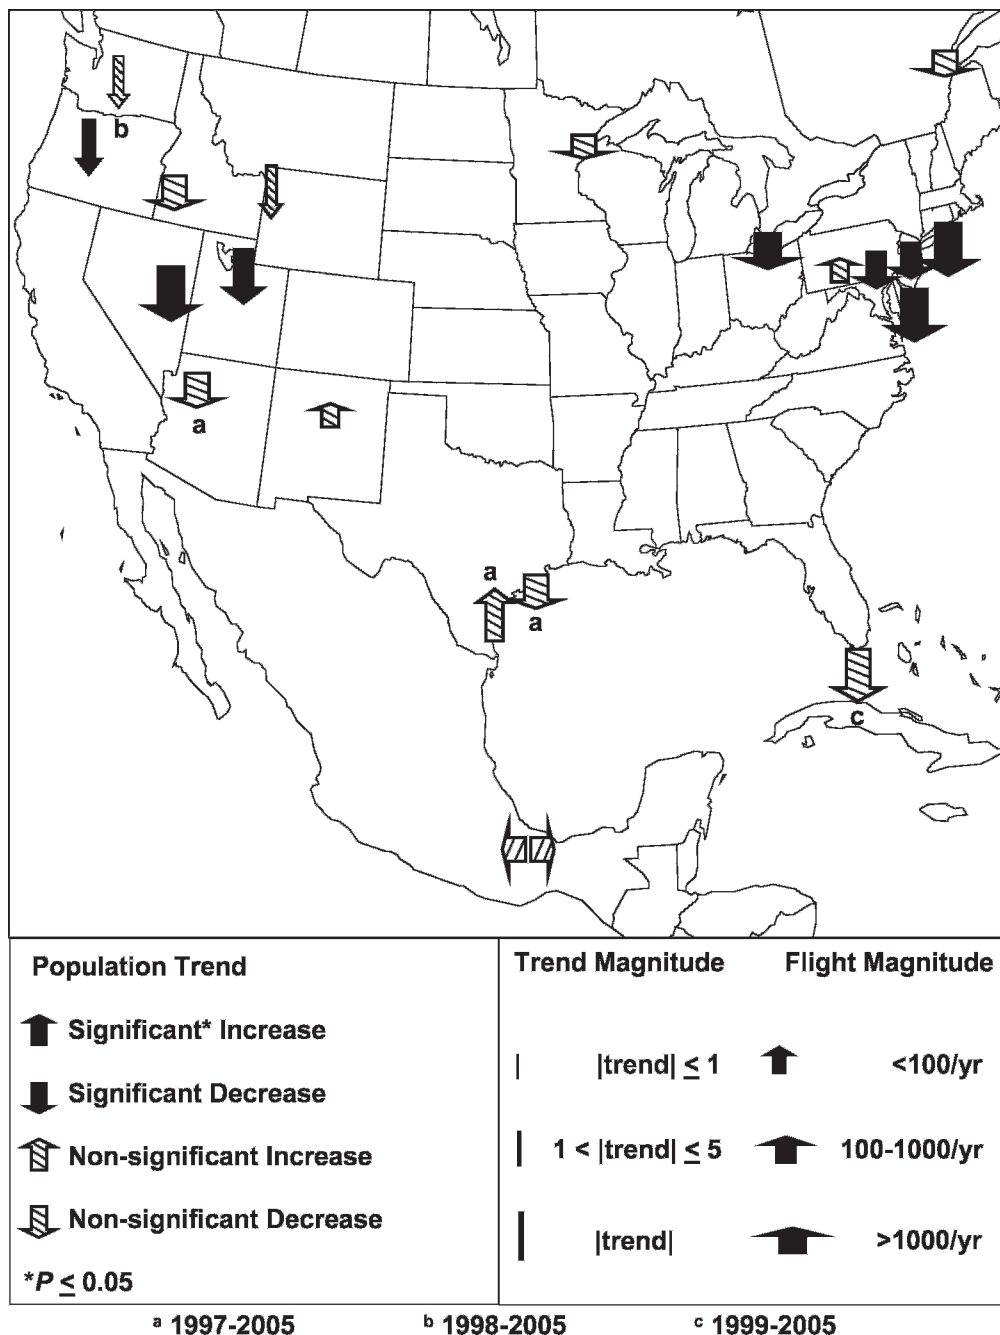 b
a
a
a
c
Population Trend
Significant* Increase
Significant Decrease
Non-significant Increase
Non-significant Decrease
*P ≤ 0.05
Trend Magnitude Flight Magnitude
|trend| ≤ 1 <100/yr
1 < |trend| ≤ 5 100-1000/yr
|trend| >1000/yr
a 1997-2005 b 1998-2005 c 1999-2005